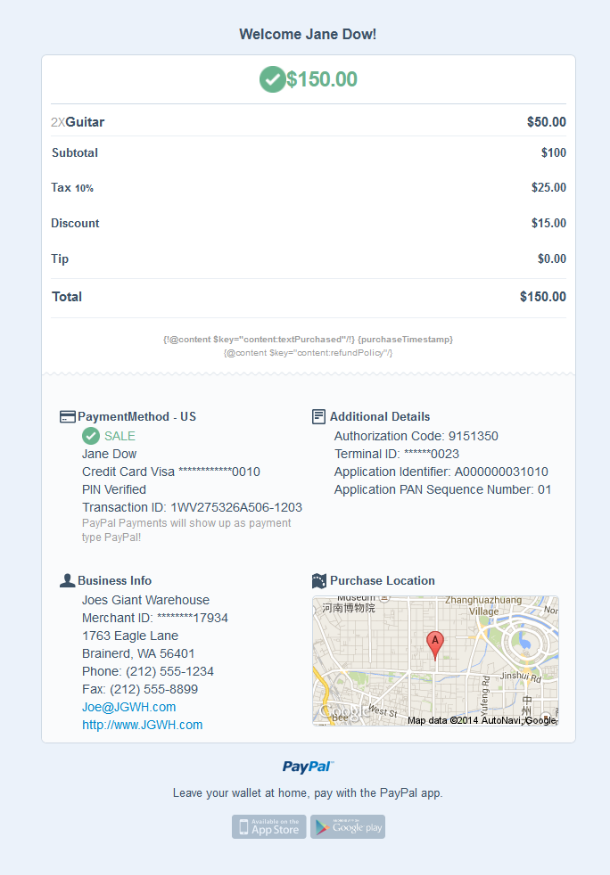 Welcome Jane Dow!
$150.00
2XGuitar $50.00
Subtotal $100
Tax 10% $25.00
Discount $15.00
Tip $0.00
Total $150.00
{!@content $key="content:textPurchased"/!} {purchaseTimestamp}
{@content $key="content:refundPolicy"/}
PaymentMethod - US
SALE
Jane Dow
Credit Card Visa ************0010
PIN Verified
Transaction ID: 1WV275326A506-1203
PayPal Payments will show up as payment
type PayPal!
Additional Details
Authorization Code: 9151350
Terminal ID: ******0023
Application Identifier: A000000031010
Application PAN Sequence Number: 01
Business Info
Joes Giant Warehouse
Merchant ID: ********17934
1763 Eagle Lane
Brainerd, WA 56401
Phone: (212) 555-1234
Fax: (212) 555-8899
Joe@JGWH.com
http://www.JGWH.com
Purchase Location
Museum
河南博物院
Zhanghuazhuang
Village
Nor
A
Jinshui Rd
Yufeng Rd
West St
Bee
中
州
Google
Map data ©2014 AutoNavi, Google
PayPal
Leave your wallet at home, pay with the PayPal app.
Available on the
App Store
Google play